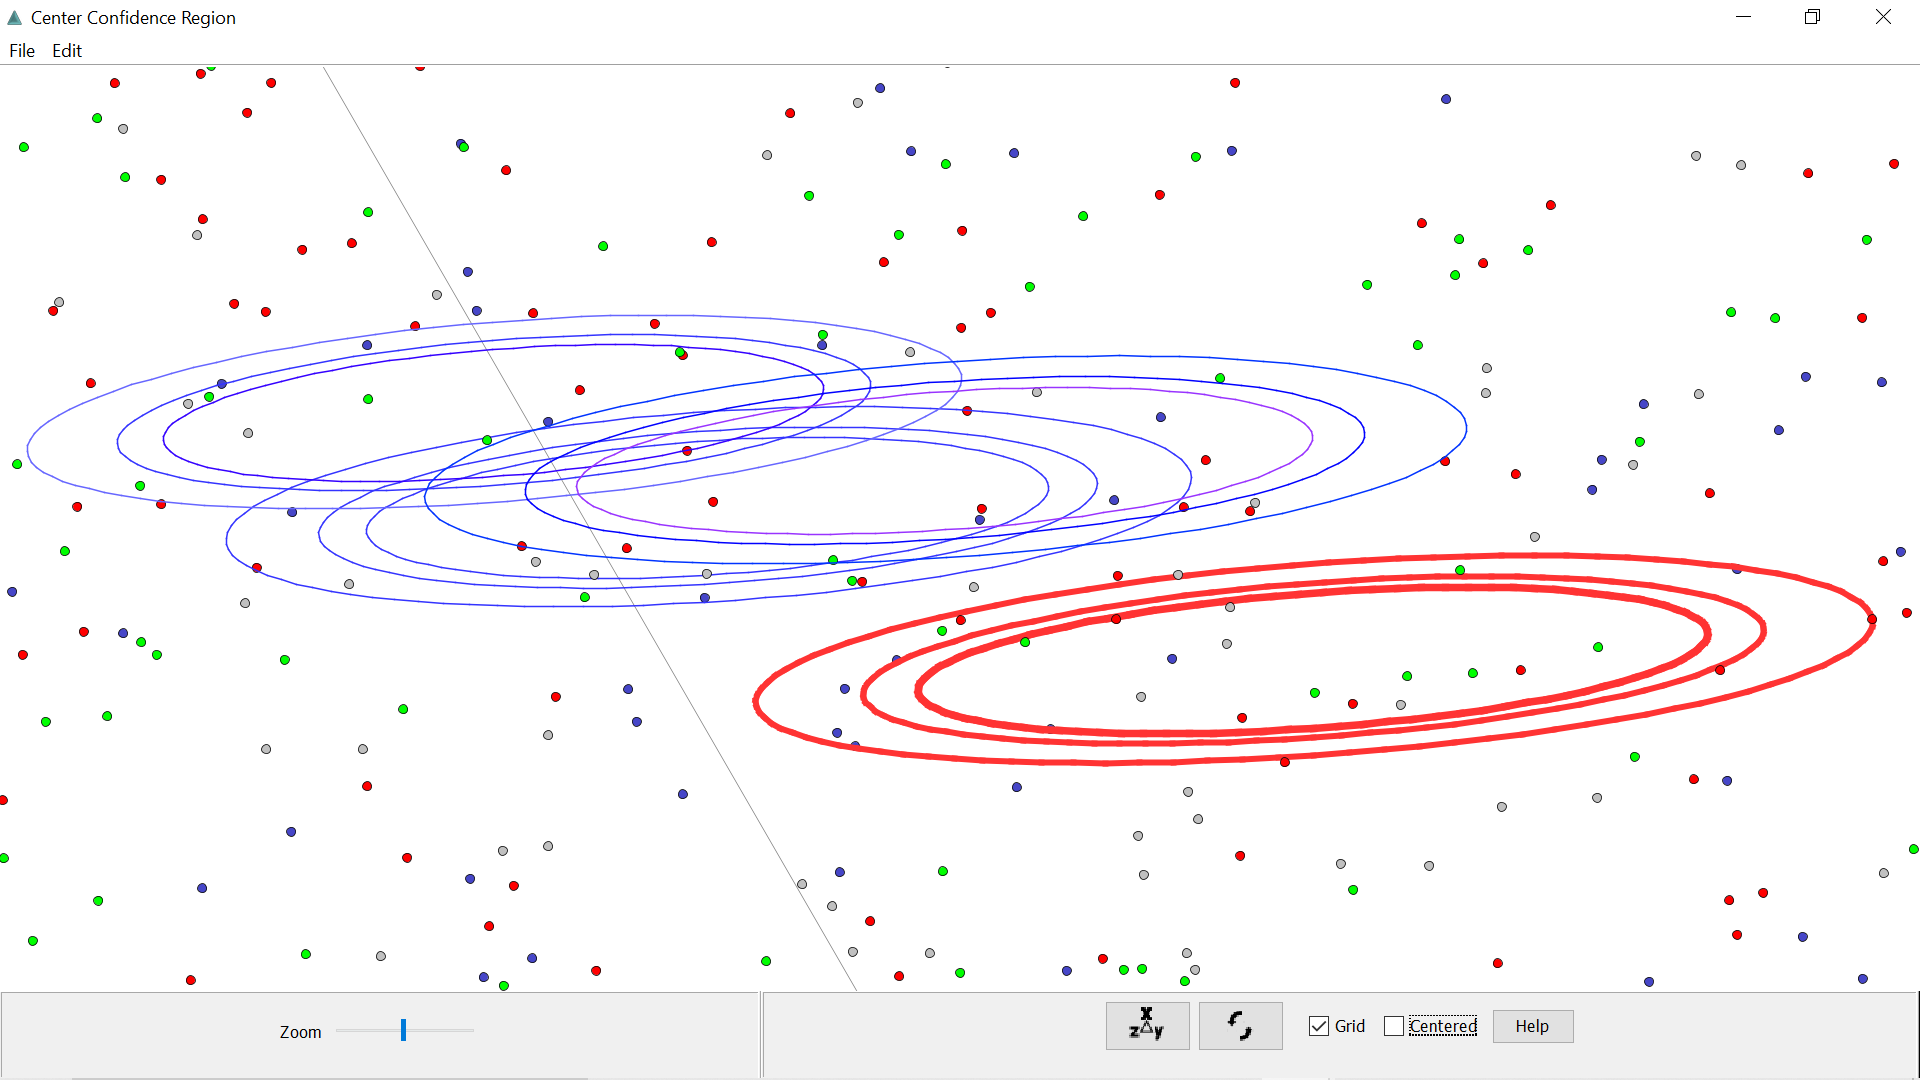 Center Confidence Region
File Edit
Zoom
X
z y
Grid
Centered
Help